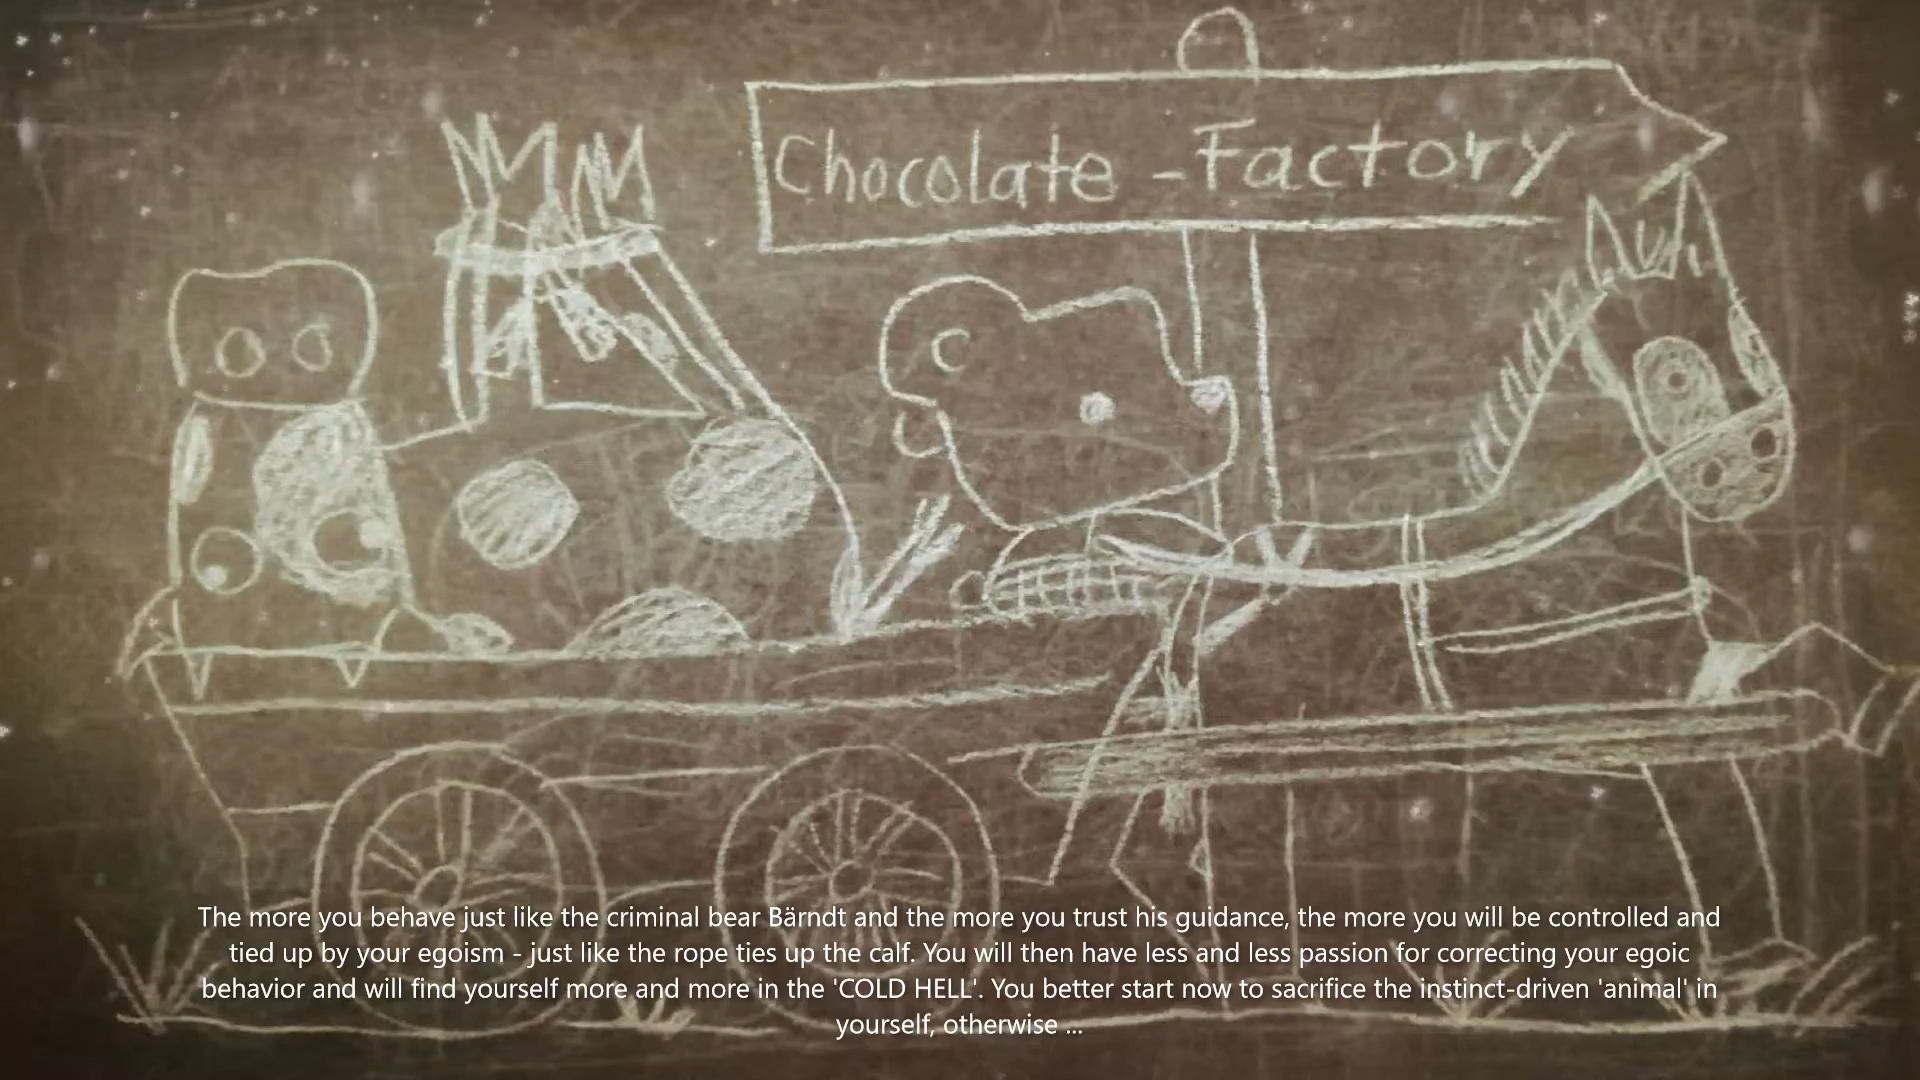 Chocolate - Factory
The more you behave just like the criminal bear Bärndt and the more you trust his guidance, the more you will be controlled and
tied up by your egoism - just like the rope ties up the calf. You will then have less and less passion for correcting your egoic
behavior and will find yourself more and more in the 'COLD HELL'. You better start now to sacrifice the instinct-driven 'animal' in
yourself, otherwise ...